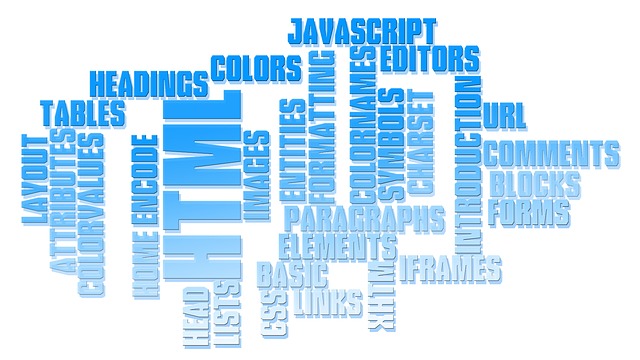 JAVASCRIPT
EDITORS
COLORS
HEADINGS
TABLES
LAYOUT
ATTRIBUTES
COLORVALUES
HOME
ENCODE
HTML
IMAGES
ENTITIES
FORMATTING
COLORNAMES
SYMBOLS
CHARSET
INTRODUCTION
URL
COMMENTS
BLOCKS
FORMS
PARAGRAPHS
ELEMENTS
BASIC
IFRAMES
XHTML
LINKS
CSS
HEAD
LISTS